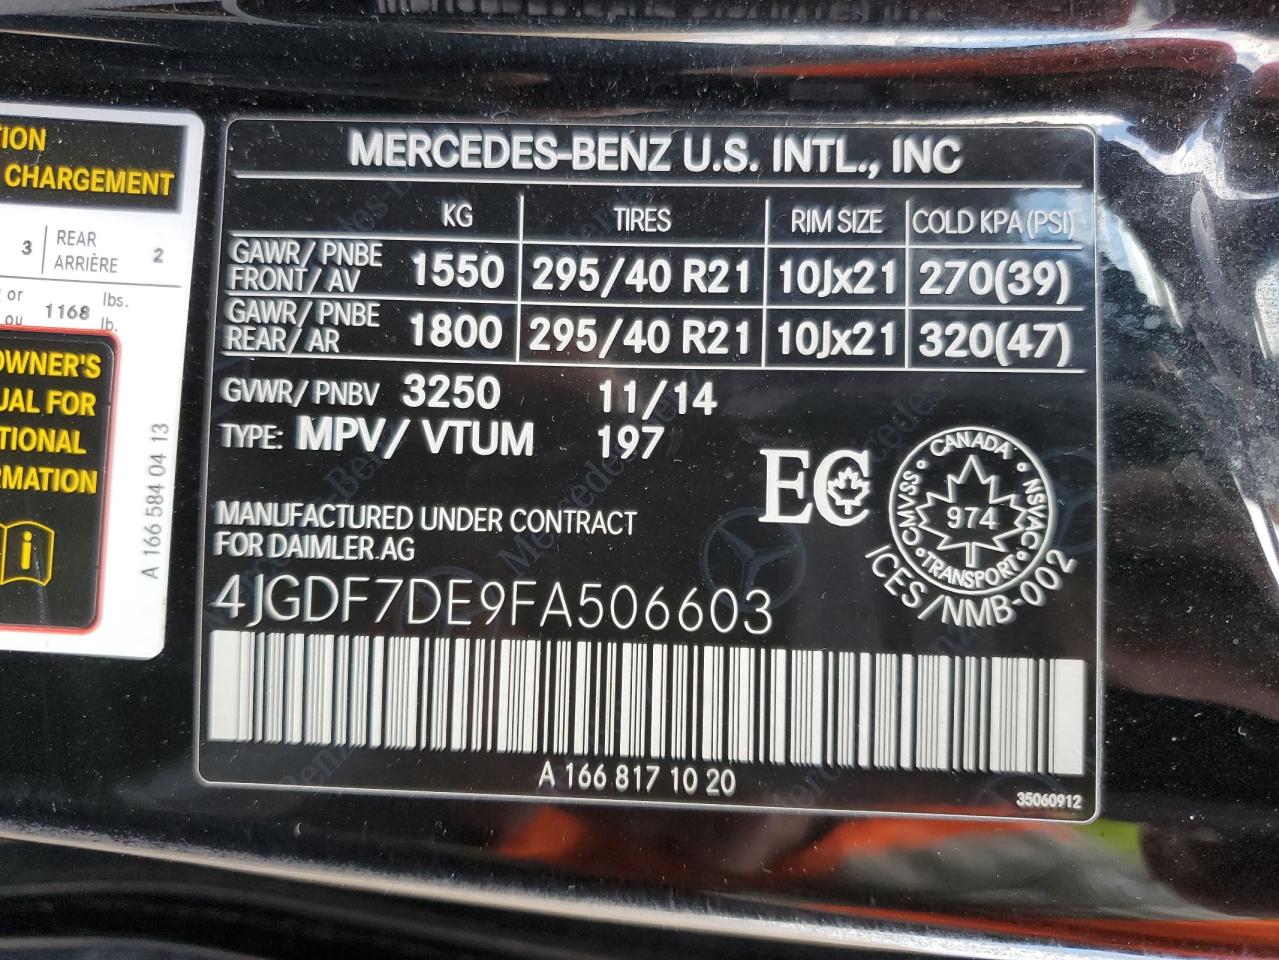 TION
CHARGEMENT
3 REAR ARRIÈRE 2
or ou 1168 lbs. lb.
OWNER'S
UAL FOR
TIONAL
RMATION
i
A 166 584 04 13
MERCEDES-BENZ U.S. INTL., INC
KG TIRES RIM SIZE COLD KPA (PSI)
GAWR/ PNBE FRONT/ AV 1550 295/40 R21 10Jx21 270(39)
GAWR/ PNBE REAR/ AR 1800 295/40 R21 10Jx21 320(47)
GVWR/ PNBV 3250 11/14
TYPE: MPV/ VTUM 197
EC
CANADA
CMVSS NSVAC
974
TRANSPORT
ICES/NMB-002
MANUFACTURED UNDER CONTRACT
FOR DAIMLER AG
4JGDF7DE9FA506603
A 166 817 10 20
35060912